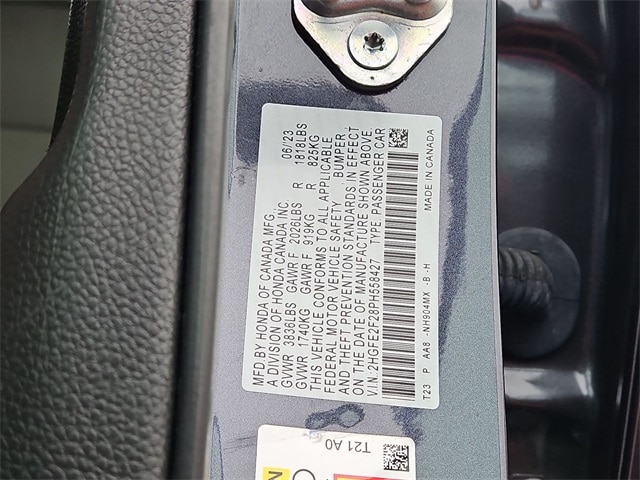 MFD BY HONDA OF CANADA MFG. 06/23
A DIVISION OF HONDA CANADA INC.
GVWR 3836LBS GAWR F 2026LBS R 1818LBS
GVWR 1740KG GAWR F 919KG R 825KG
THIS VEHICLE CONFORMS TO ALL APPLICABLE
FEDERAL MOTOR VEHICLE SAFETY, BUMPER
AND THEFT PREVENTION STANDARDS IN EFFECT
ON THE DATE OF MANUFACTURE SHOWN ABOVE.
V.I.N.: 2HGFE2F28PH558427 TYPE: PASSENGER CAR
T23 P AA8 -NH904MX -B -H MADE IN CANADA
T21 A0